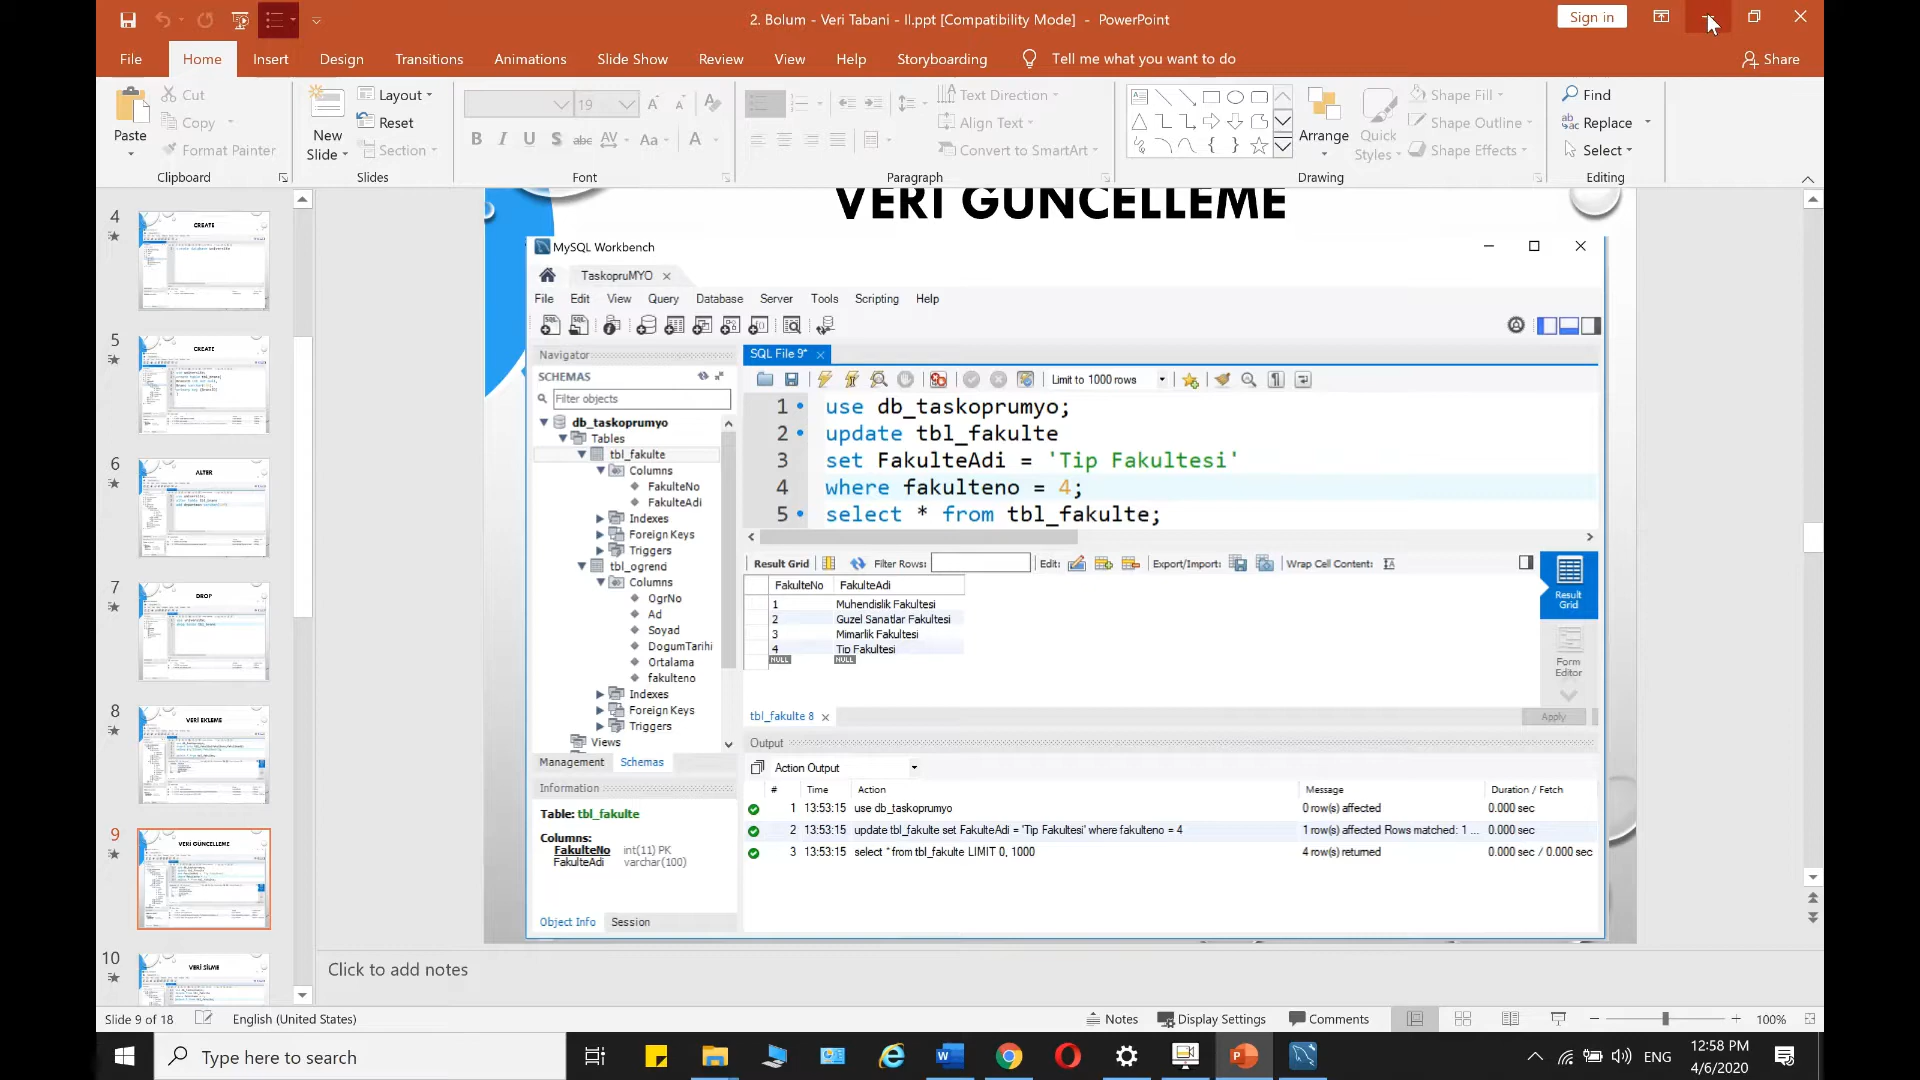 2. Bolum - Veri Tabani - II.ppt [Compatibility Mode] - PowerPoint
Sign in
File Home Insert Design Transitions Animations Slide Show Review View Help Storyboarding Tell me what you want to do Share
Paste
Cut
Copy
Format Painter
Clipboard
New Slide
Layout
Reset
Section
Slides
19
Font
Text Direction
Align Text
Convert to SmartArt
Paragraph
Arrange
Quick Styles
Shape Fill
Shape Outline
Shape Effects
Drawing
Find
Replace
Select
Editing
4
CREATE
5
CREATE
6
ALTER
7
DROP
8
VERİ EKLEME
9
VERİ GÜNCELLEME
10
VERİ SİLME
VERİ GÜNCELLEME
MySQL Workbench
TaskopruMYO
File Edit View Query Database Server Tools Scripting Help
Navigator
SCHEMAS
Filter objects
db_taskoprumyo
Tables
tbl_fakulte
Columns
FakulteNo
FakulteAdi
Indexes
Foreign Keys
Triggers
tbl_ogrenci
Columns
OgrNo
Ad
Soyad
DogumTarihi
Ortalama
fakulteno
Indexes
Foreign Keys
Triggers
Views
Management Schemas
Information
Table: tbl_fakulte
Columns:
FakulteNo int(11) PK
FakulteAdi varchar(100)
Object Info Session
SQL File 9*
Limit to 1000 rows
1 use db_taskoprumyo;
2 update tbl_fakulte
3 set FakulteAdi = 'Tip Fakultesi'
4 where fakulteno = 4;
5 select * from tbl_fakulte;
Result Grid Filter Rows: Edit: Export/Import: Wrap Cell Content:
FakulteNo FakulteAdi
1 Muhendislik Fakultesi
2 Guzel Sanatlar Fakultesi
3 Mimarlik Fakultesi
4 Tip Fakultesi
NULL NULL
Result Grid
Form Editor
tbl_fakulte 8
Apply
Output
Action Output
# Time Action Message Duration / Fetch
1 13:53:15 use db_taskoprumyo 0 row(s) affected 0.000 sec
2 13:53:15 update tbl_fakulte set FakulteAdi = 'Tip Fakultesi' where fakulteno = 4 1 row(s) affected Rows matched: 1 ... 0.000 sec
3 13:53:15 select * from tbl_fakulte LIMIT 0, 1000 4 row(s) returned 0.000 sec / 0.000 sec
Click to add notes
Slide 9 of 18 English (United States) Notes Display Settings Comments 100%
Type here to search
ENG
12:58 PM
4/6/2020